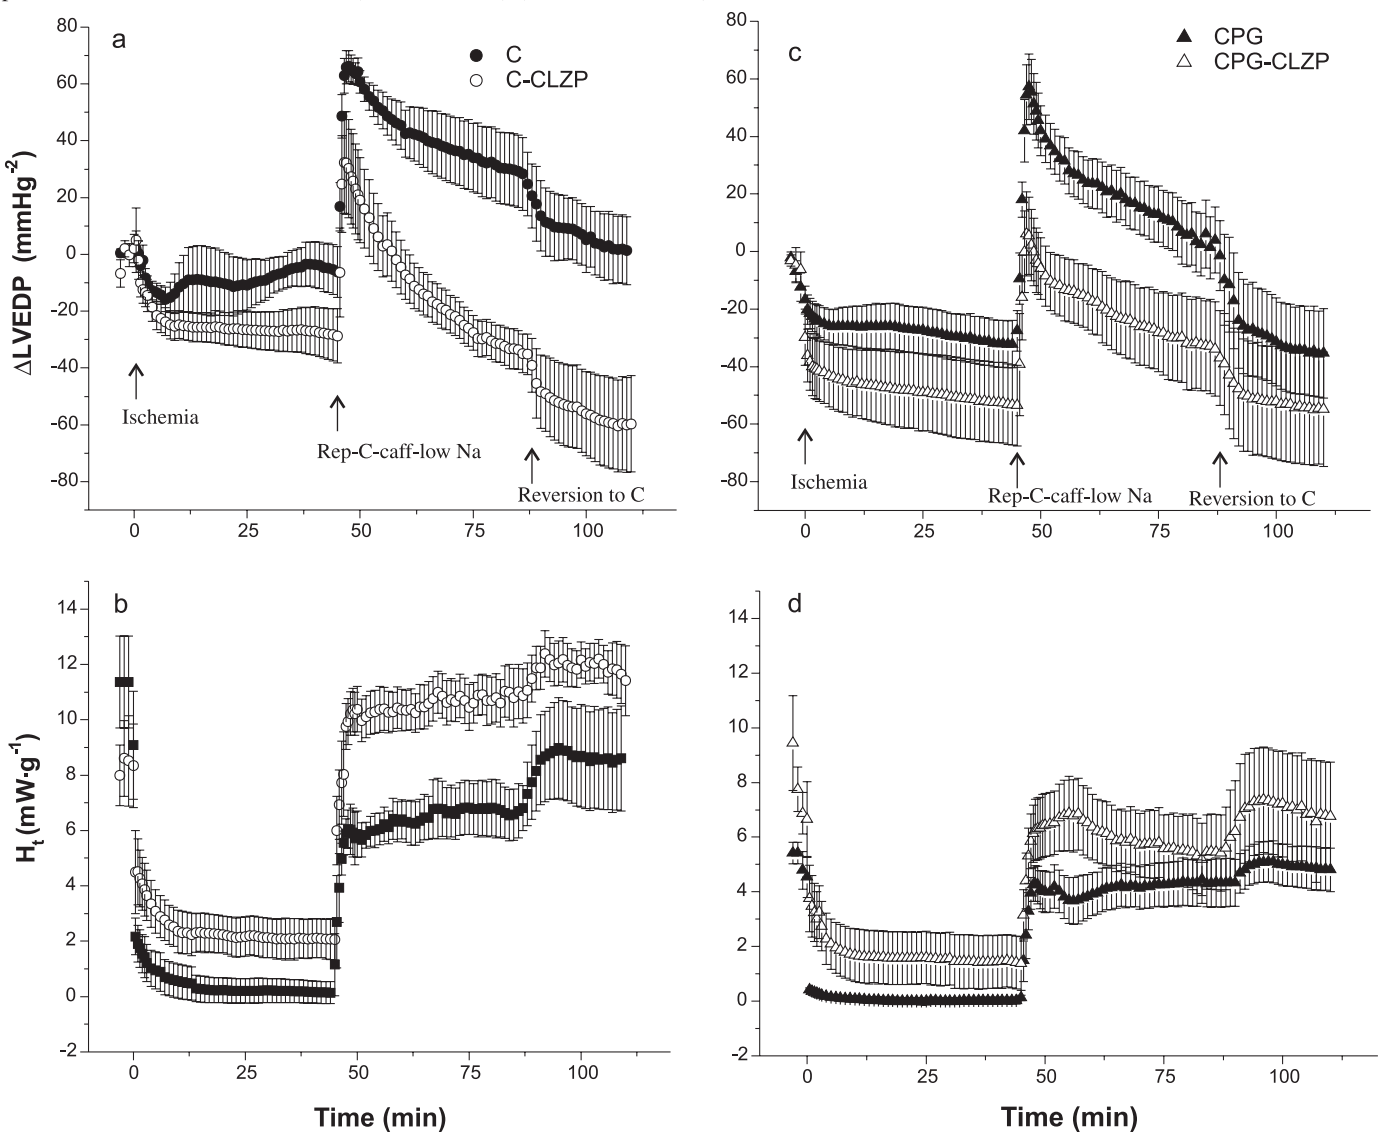 a
C
C-CLZP
80
60
40
20
0
-20
-40
-60
-80
ΔLVEDP (mmHg⁻²)
Ischemia
Rep-C-caff-low Na
Reversion to C
0
50
100
c
CPG
CPG-CLZP
80
60
40
20
0
-20
-40
-60
-80
Ischemia
Rep-C-caff-low Na
Reversion to C
0
25
50
75
100
b
14
12
10
8
6
4
2
0
-2
Hₜ (mW·g⁻¹)
0
50
100
Time (min)
d
14
12
10
8
6
4
2
0
-2
0
25
50
75
100
Time (min)